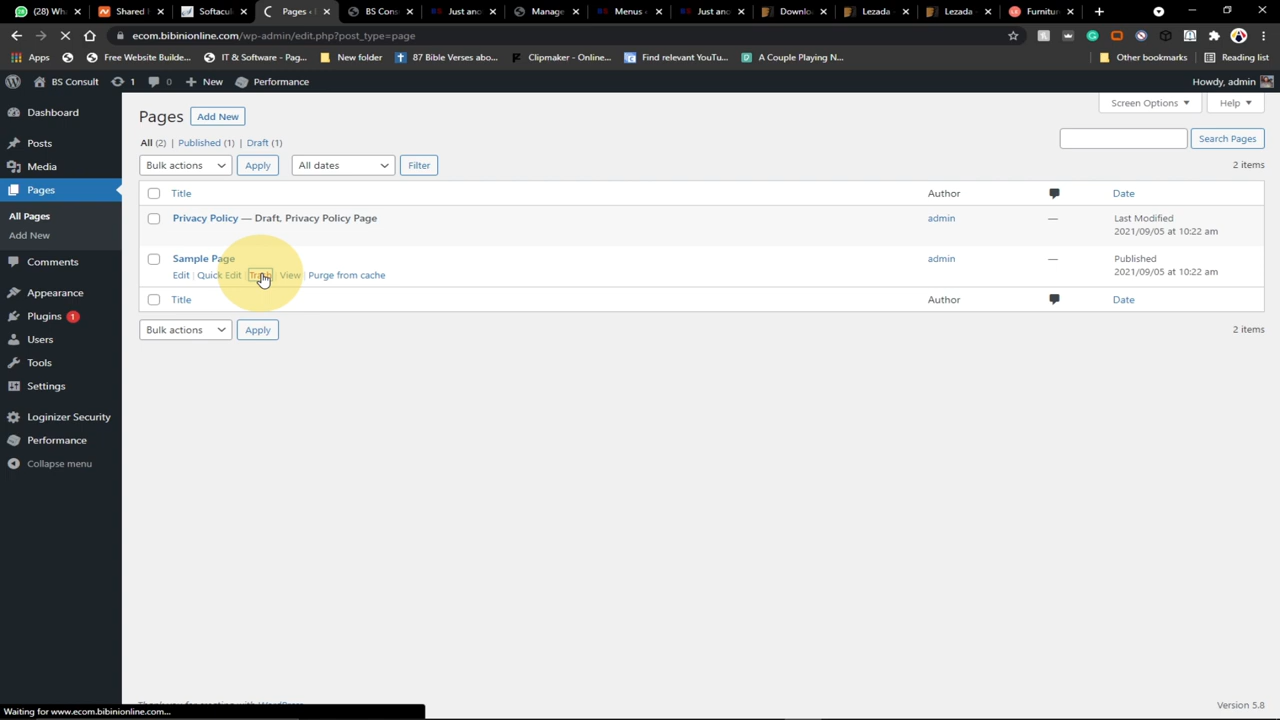 (28) Wha
Shared
Softacul
Pages ‹
BS Cons
Just ano
Manage
Menus ‹
Just ano
Downlo
Lezada
Lezada
Furnitur
ecom.bibinionline.com/wp-admin/edit.php?post_type=page
Apps
Free Website Builde...
IT & Software - Pag...
New folder
87 Bible Verses abo...
Clipmaker - Online...
Find relevant YouTu...
A Couple Playing N...
Other bookmarks
Reading list
BS Consult
1
0
New
Performance
Howdy, admin
Dashboard
Posts
Media
Pages
All Pages
Add New
Comments
Appearance
Plugins 1
Users
Tools
Settings
Loginizer Security
Performance
Collapse menu
Pages Add New
Screen Options
Help
All (2) | Published (1) | Draft (1)
Search Pages
Bulk actions
Apply
All dates
Filter
2 items
Title
Author
Date
Privacy Policy — Draft, Privacy Policy Page
admin
—
Last Modified
2021/09/05 at 10:22 am
Sample Page
admin
—
Published
2021/09/05 at 10:22 am
Edit | Quick Edit | Trash | View | Purge from cache
Title
Author
Date
Bulk actions
Apply
2 items
Waiting for www.ecom.bibinionline.com...
Version 5.8